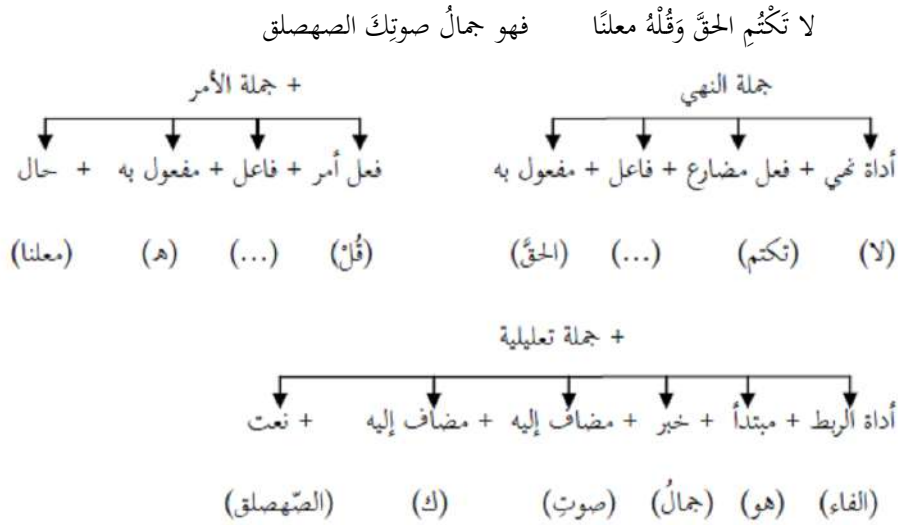 لا تَكْتُمِ الحقَّ وَقُلْهُ معلنًا فهو جمالُ صوتِكَ الصهصلق
جملة النهي + جملة الأمر
أداة نهي + فعل مضارع + فاعل + مفعول به فعل أمر + فاعل + مفعول به + حال
(لا) (تكتم) (...) (الحقَّ) (قُلْ) (...) (ه) (معلنا)
+ جملة تعليلية
أداة الربط + مبتدأ + خبر + مضاف إليه + مضاف إليه + نعت
(الفاء) (هو) (جمالُ) (صوتِ) (ك) (الصّهصلق)